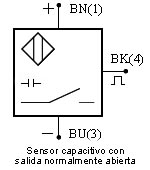 + BN(1)
BK(4)
− BU(3)
Sensor capacitivo con
salida normalmente abierta